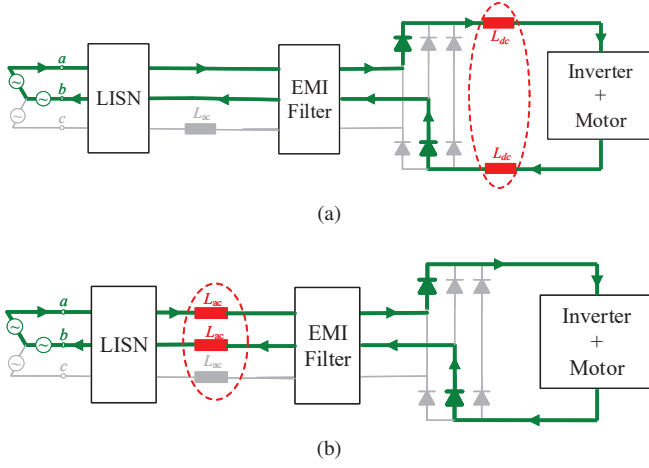 a
b
c
LISN
L_ac
EMI
Filter
L_dc
L_dc
Inverter
+
Motor
(a)
a
b
c
LISN
L_ac
L_ac
L_ac
EMI
Filter
Inverter
+
Motor
(b)